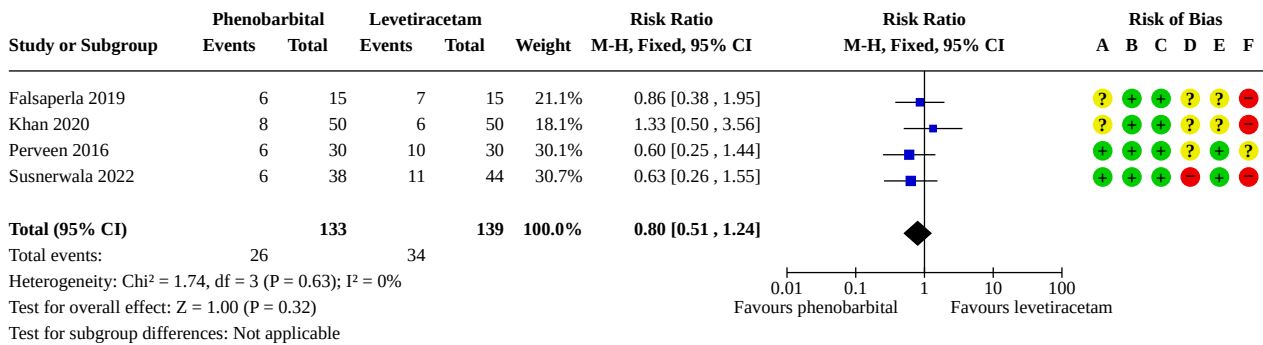 Phenobarbital Levetiracetam Risk Ratio Risk Ratio Risk of Bias
Study or Subgroup Events Total Events Total Weight M-H, Fixed, 95% CI M-H, Fixed, 95% CI A B C D E F
Falsaperla 2019 6 15 7 15 21.1% 0.86 [0.38 , 1.95] ? + + ? ? −
Khan 2020 8 50 6 50 18.1% 1.33 [0.50 , 3.56] ? + + ? ? −
Perveen 2016 6 30 10 30 30.1% 0.60 [0.25 , 1.44] + + + ? + ?
Susnerwala 2022 6 38 11 44 30.7% 0.63 [0.26 , 1.55] + + + − + −
Total (95% CI) 133 139 100.0% 0.80 [0.51 , 1.24]
Total events: 26 34
Heterogeneity: Chi² = 1.74, df = 3 (P = 0.63); I² = 0%
0.01 0.1 1 10 100
Test for overall effect: Z = 1.00 (P = 0.32)
Favours phenobarbital Favours levetiracetam
Test for subgroup differences: Not applicable